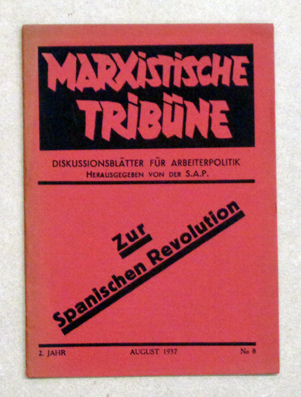 MARXISTISCHE
TRIBÜNE
DISKUSSIONSBLÄTTER FÜR ARBEITERPOLITIK
HERAUSGEGEBEN VON DER S.A.P.
Zur
Spanischen Revolution
2. JAHR AUGUST 1937 No 8